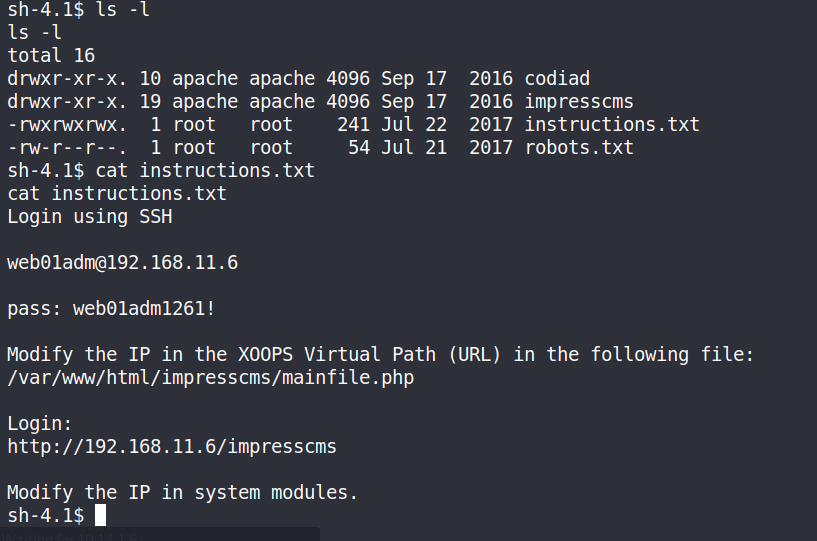 sh-4.1$ ls -l
ls -l
total 16
drwxr-xr-x. 10 apache apache 4096 Sep 17  2016 codiad
drwxr-xr-x. 19 apache apache 4096 Sep 17  2016 impresscms
-rwxrwxrwx.  1 root   root    241 Jul 22  2017 instructions.txt
-rw-r--r--.  1 root   root     54 Jul 21  2017 robots.txt
sh-4.1$ cat instructions.txt
cat instructions.txt
Login using SSH

web01adm@192.168.11.6

pass: web01adm1261!

Modify the IP in the XOOPS Virtual Path (URL) in the following file:
/var/www/html/impresscms/mainfile.php

Login:
http://192.168.11.6/impresscms

Modify the IP in system modules.
sh-4.1$